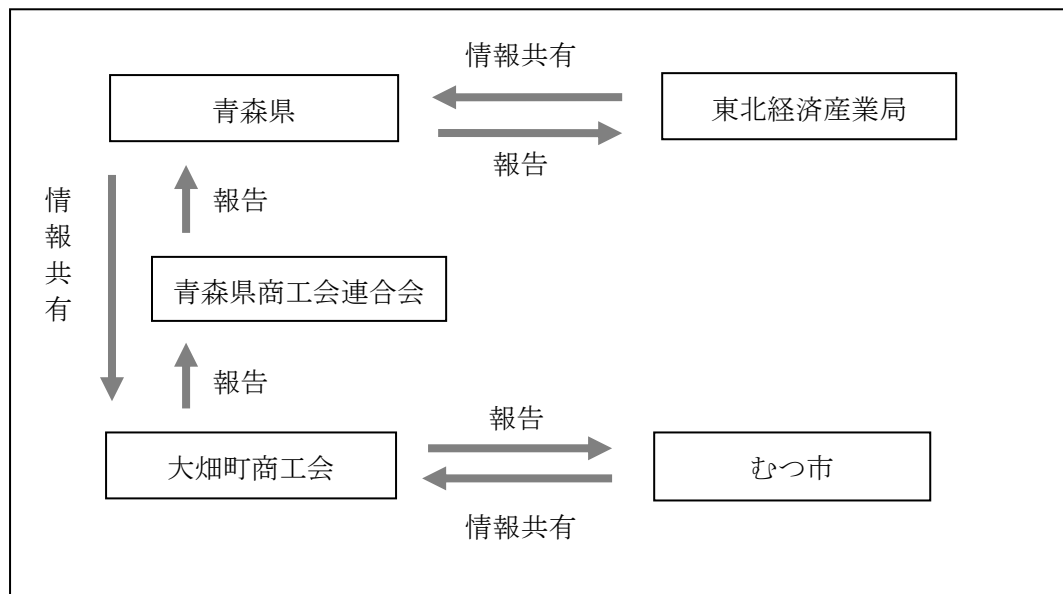 情報共有
青森県
東北経済産業局
報告
情報共有
報告
青森県商工会連合会
報告
報告
大畑町商工会
むつ市
情報共有